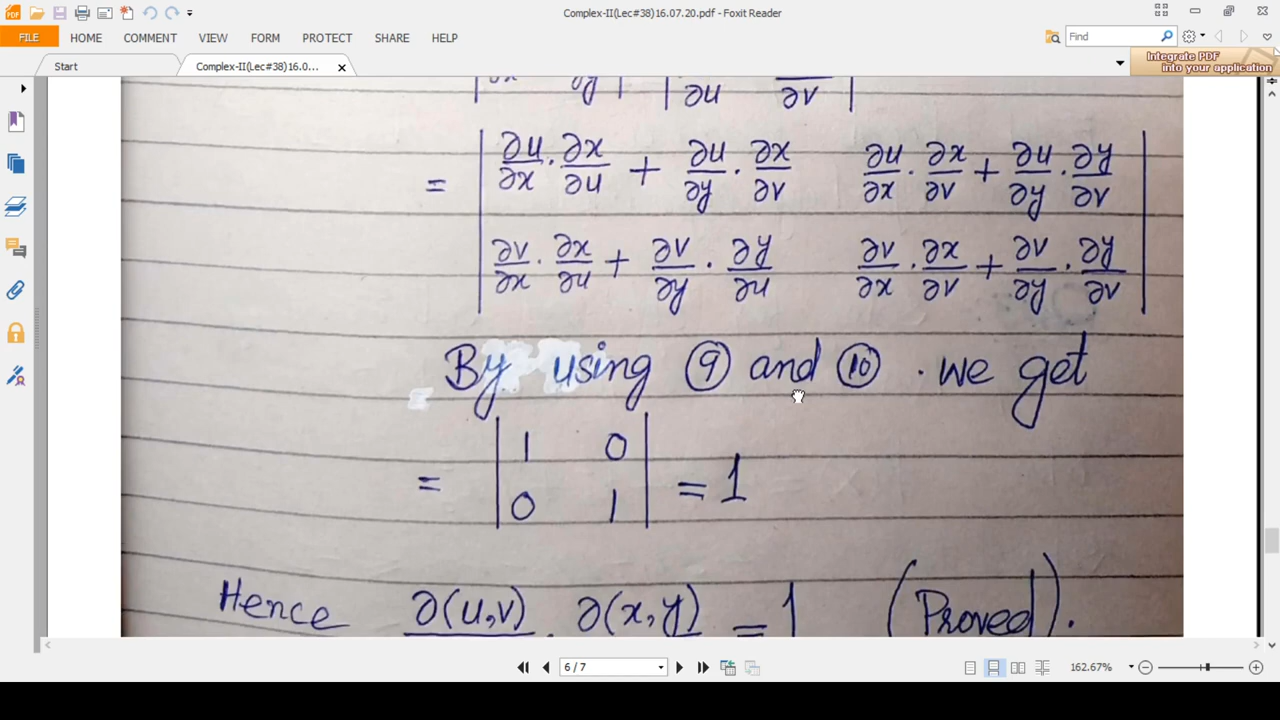 Complex-II(Lec#38)16.07.20.pdf - Foxit Reader
FILE HOME COMMENT VIEW FORM PROTECT SHARE HELP
Find
Integrate PDF
into your application
Start Complex-II(Lec#38)16.0...
∂u ∂v
= | ∂u/∂x · ∂x/∂u + ∂u/∂y · ∂x/∂v ∂u/∂x · ∂x/∂v + ∂u/∂y · ∂y/∂v |
| ∂v/∂x · ∂x/∂u + ∂v/∂y · ∂y/∂u ∂v/∂x · ∂x/∂v + ∂v/∂y · ∂y/∂v |
By using ⑨ and ⑩ . we get
= | 1 0 |
| 0 1 | = 1
Hence ∂(u,v) . ∂(x,y) = 1 (Proved).
6 / 7
162.67%